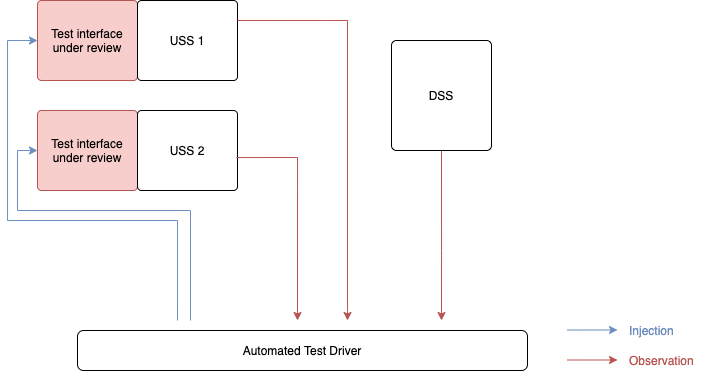 Test interface
under review
USS 1
DSS
Test interface
under review
USS 2
Automated Test Driver
Injection
Observation